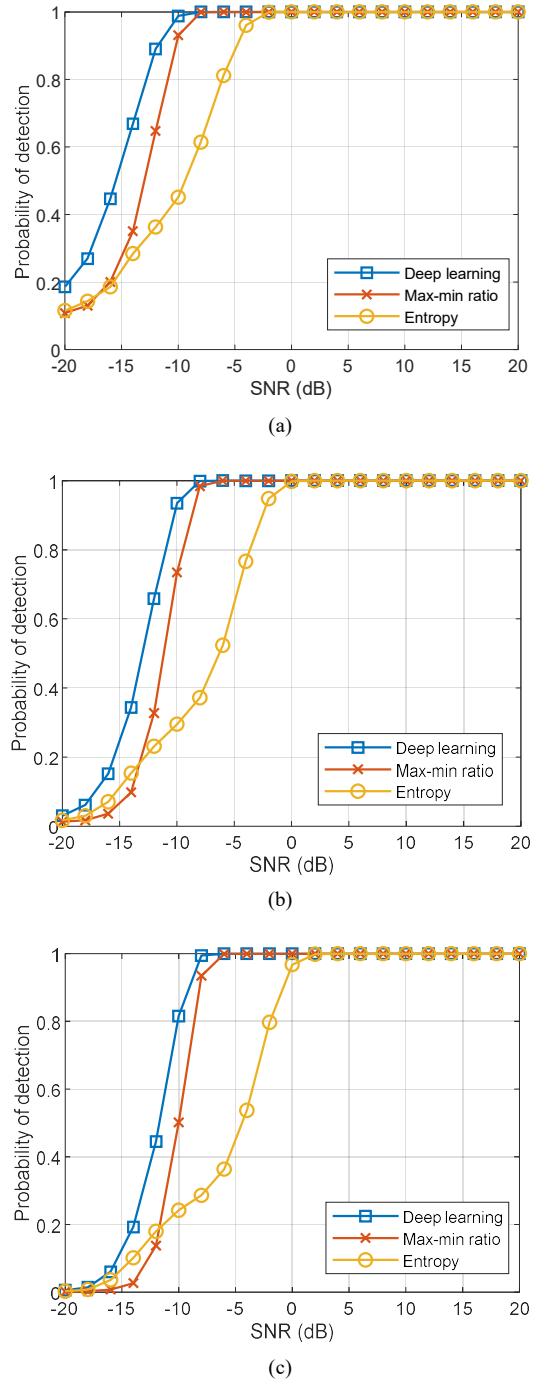 1
0.8
0.6
0.4
0.2
0
Probability of detection
Deep learning
Max-min ratio
Entropy
-20 -15 -10 -5 0 5 10 15 20
SNR (dB)
(a)
1
0.8
0.6
0.4
0.2
0
Probability of detection
Deep learning
Max-min ratio
Entropy
-20 -15 -10 -5 0 5 10 15 20
SNR (dB)
(b)
1
0.8
0.6
0.4
0.2
0
Probability of detection
Deep learning
Max-min ratio
Entropy
-20 -15 -10 -5 0 5 10 15 20
SNR (dB)
(c)